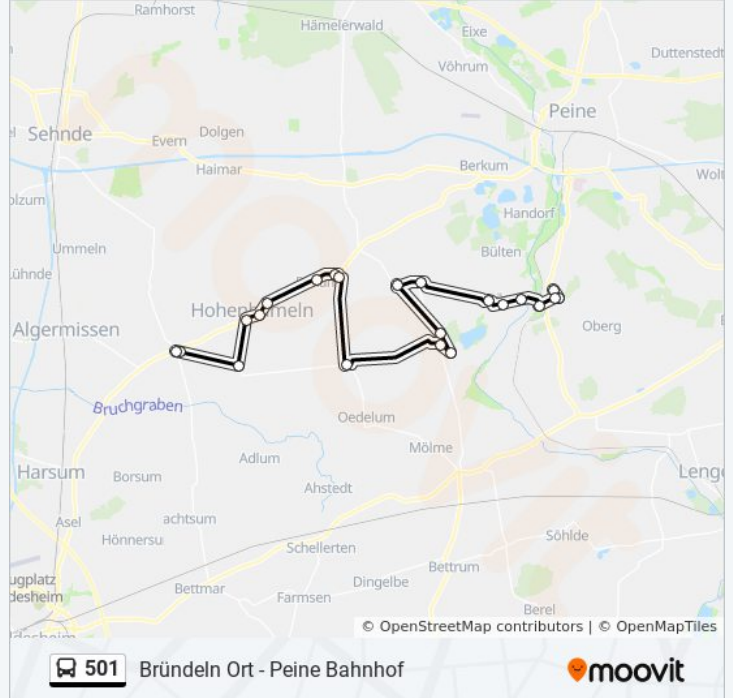 Ramhorst
Hämelerwald
Eixe
Duttenstedt
Vöhrum
Peine
Sehnde
Dolgen
Evern
Haimar
Berkum
Handorf
Ummeln
Bülten
Hohenhameln
Algermissen
Oberg
Bruchgraben
Oedelum
Mölme
Harsum
Borsum
Adlum
Ahstedt
achtsum
Asel
Hönnersu
Söhlde
Schellerten
Bettrum
Dingelbe
Bettmar
Farmsen
Berel
© OpenStreetMap contributors | © OpenMapTiles
501 Bründeln Ort - Peine Bahnhof
moovit